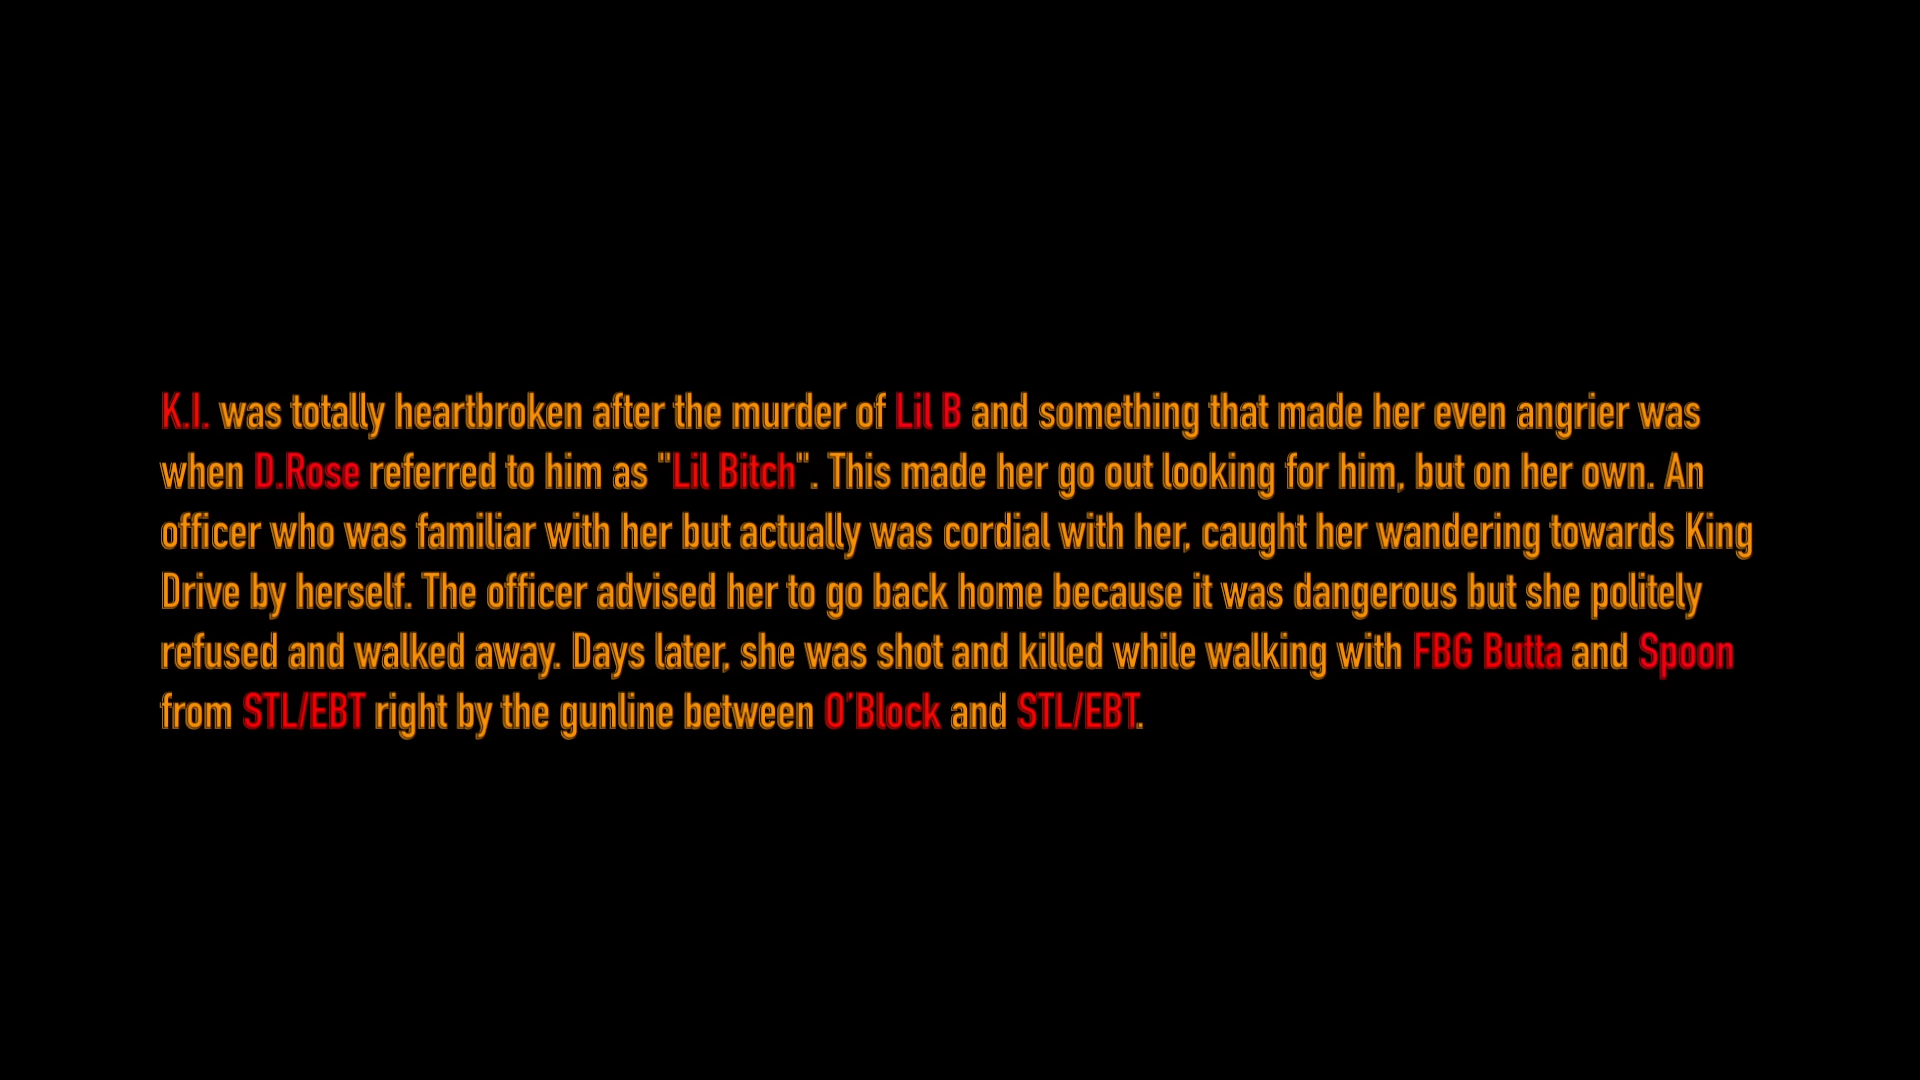 K.I. was totally heartbroken after the murder of Lil B and something that made her even angrier was
when D.Rose referred to him as "Lil Bitch". This made her go out looking for him, but on her own. An
officer who was familiar with her but actually was cordial with her, caught her wandering towards King
Drive by herself. The officer advised her to go back home because it was dangerous but she politely
refused and walked away. Days later, she was shot and killed while walking with FBG Butta and Spoon
from STL/EBT right by the gunline between O'Block and STL/EBT.